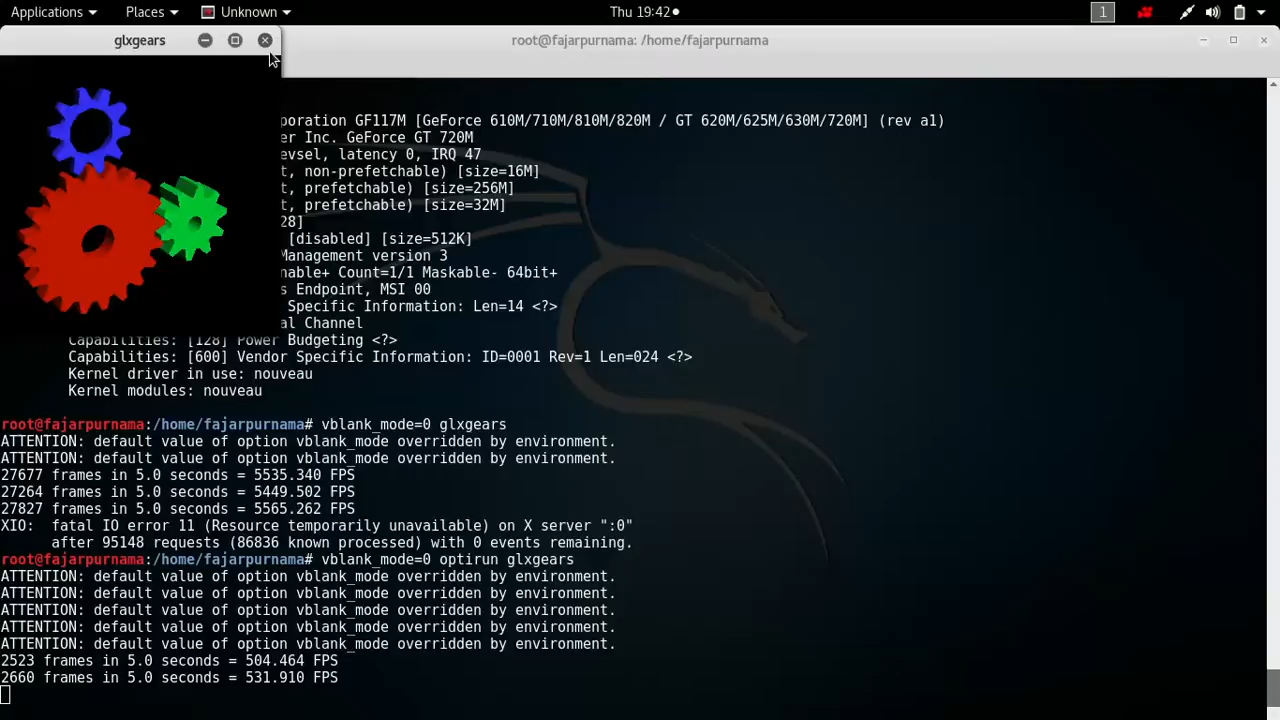 Applications Places Unknown Thu 19:42 1
glxgears root@fajarpurnama: /home/fajarpurnama
poration GF117M [GeForce 610M/710M/810M/820M / GT 620M/625M/630M/720M] (rev a1)
er Inc. GeForce GT 720M
evsel, latency 0, IRQ 47
t, non-prefetchable) [size=16M]
t, prefetchable) [size=256M]
t, prefetchable) [size=32M]
28]
[disabled] [size=512K]
Management version 3
nable+ Count=1/1 Maskable- 64bit+
s Endpoint, MSI 00
Specific Information: Len=14 <?>
al Channel
Capabilities: [128] Power Budgeting <?>
Capabilities: [600] Vendor Specific Information: ID=0001 Rev=1 Len=024 <?>
Kernel driver in use: nouveau
Kernel modules: nouveau
root@fajarpurnama:/home/fajarpurnama# vblank_mode=0 glxgears
ATTENTION: default value of option vblank_mode overridden by environment.
ATTENTION: default value of option vblank_mode overridden by environment.
27677 frames in 5.0 seconds = 5535.340 FPS
27264 frames in 5.0 seconds = 5449.502 FPS
27827 frames in 5.0 seconds = 5565.262 FPS
XIO: fatal IO error 11 (Resource temporarily unavailable) on X server ":0"
after 95148 requests (86836 known processed) with 0 events remaining.
root@fajarpurnama:/home/fajarpurnama# vblank_mode=0 optirun glxgears
ATTENTION: default value of option vblank_mode overridden by environment.
ATTENTION: default value of option vblank_mode overridden by environment.
ATTENTION: default value of option vblank_mode overridden by environment.
ATTENTION: default value of option vblank_mode overridden by environment.
ATTENTION: default value of option vblank_mode overridden by environment.
2523 frames in 5.0 seconds = 504.464 FPS
2660 frames in 5.0 seconds = 531.910 FPS